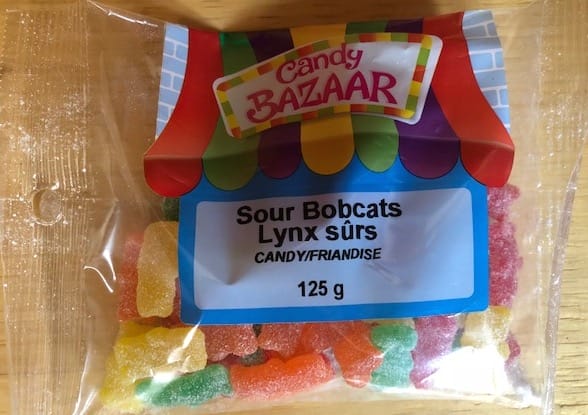 Candy
BAZAAR
Sour Bobcats
Lynx sûrs
CANDY/FRIANDISE
125 g